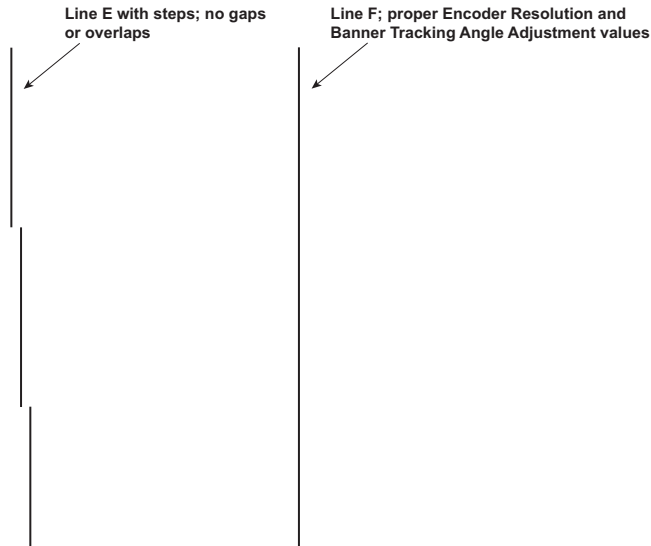 Line E with steps; no gaps
or overlaps
Line F; proper Encoder Resolution and
Banner Tracking Angle Adjustment values